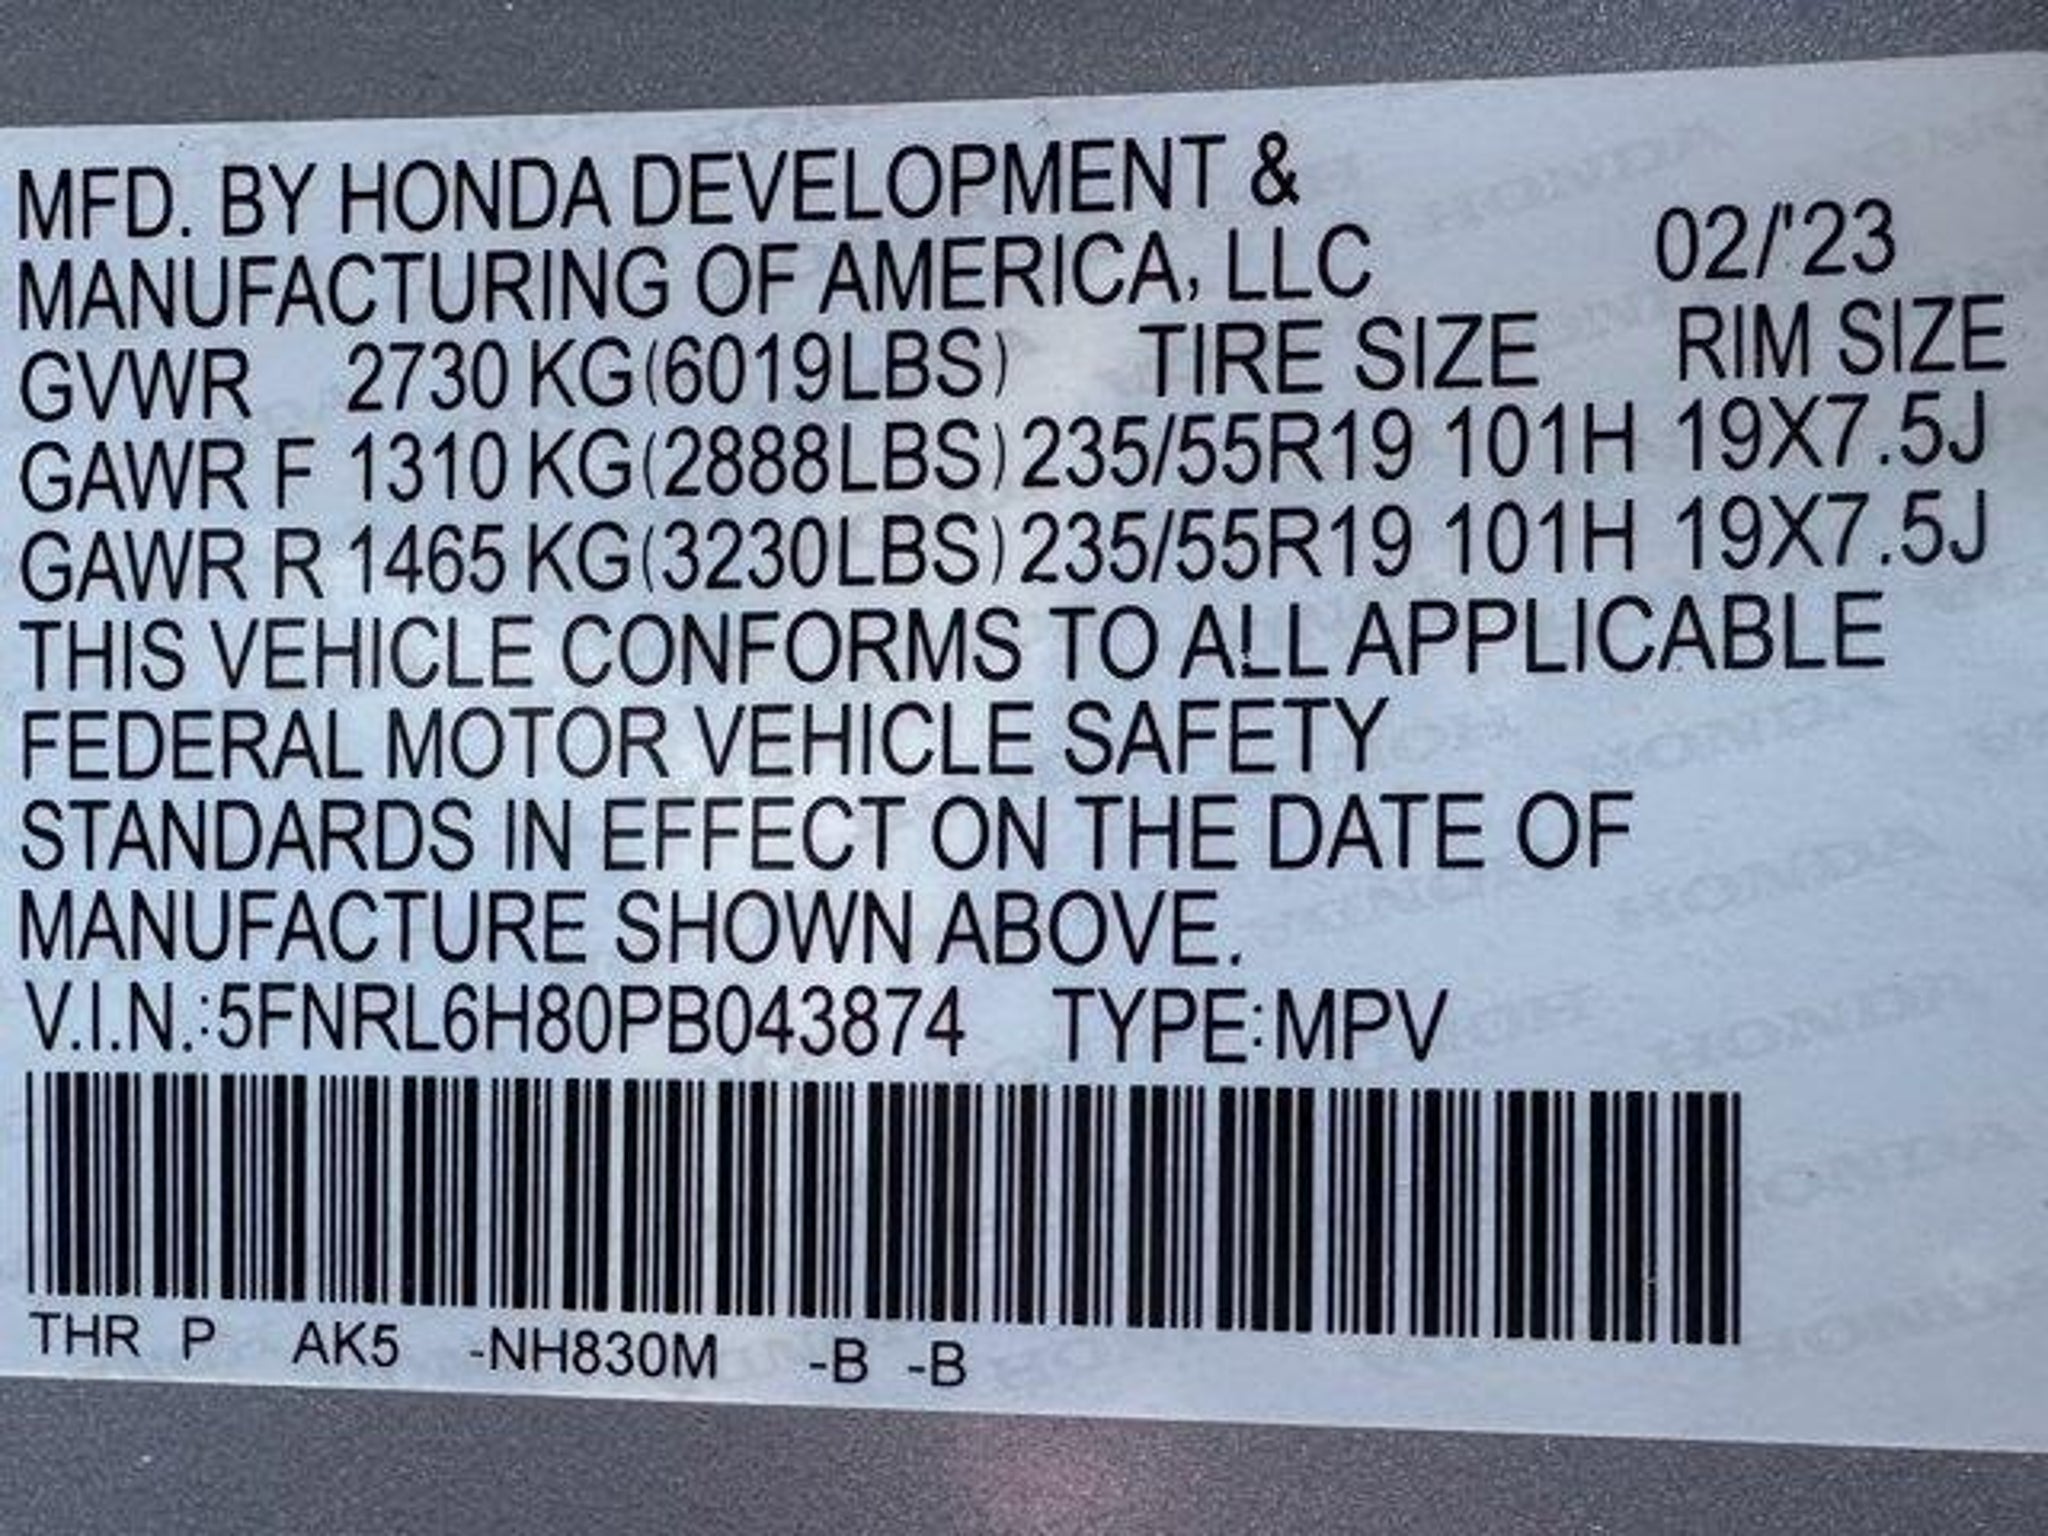 MFD. BY HONDA DEVELOPMENT &
MANUFACTURING OF AMERICA, LLC 02/'23
GVWR 2730 KG(6019LBS) TIRE SIZE RIM SIZE
GAWR F 1310 KG(2888LBS) 235/55R19 101H 19X7.5J
GAWR R 1465 KG(3230LBS) 235/55R19 101H 19X7.5J
THIS VEHICLE CONFORMS TO ALL APPLICABLE
FEDERAL MOTOR VEHICLE SAFETY
STANDARDS IN EFFECT ON THE DATE OF
MANUFACTURE SHOWN ABOVE.
V.I.N.:5FNRL6H80PB043874 TYPE:MPV
THR P AK5 -NH830M -B -B